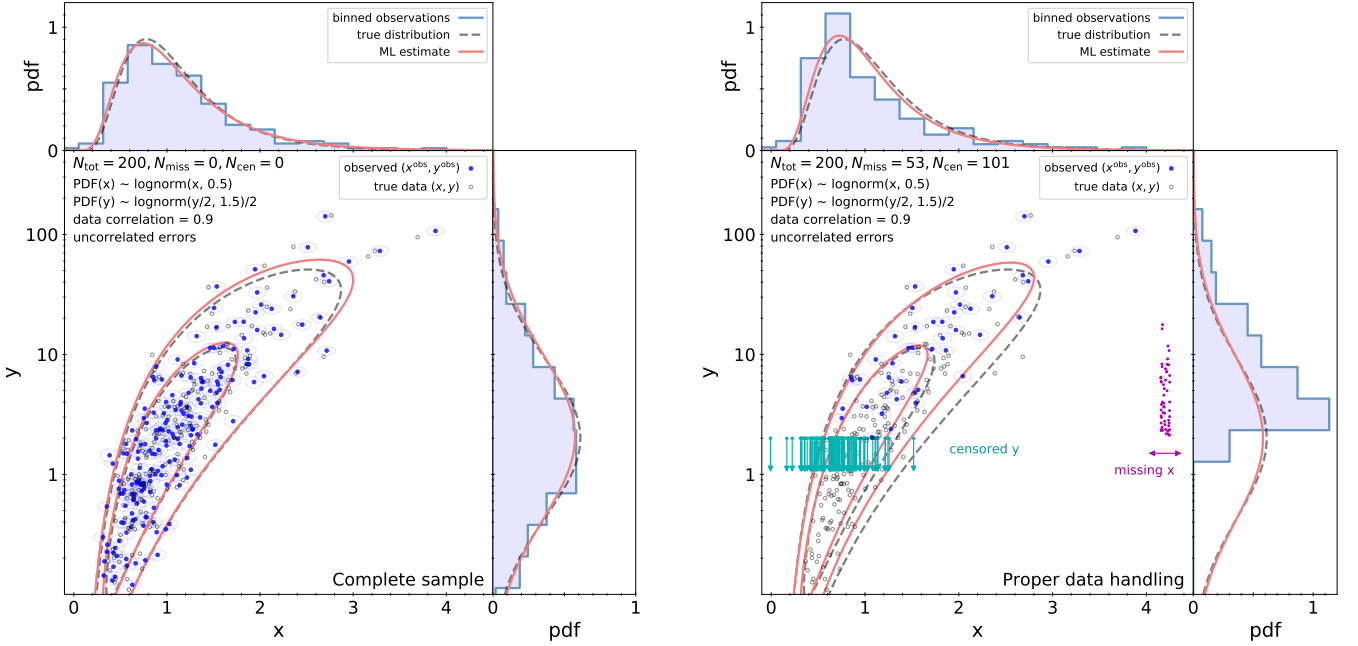 pdf
1
0
binned observations
true distribution
ML estimate
N_tot = 200, N_miss = 0, N_cen = 0
PDF(x) ~ lognorm(x, 0.5)
PDF(y) ~ lognorm(y/2, 1.5)/2
data correlation = 0.9
uncorrelated errors
observed (x^obs, y^obs)
true data (x, y)
y
100
10
1
Complete sample
0 1 2 3 4
x
0 1
pdf
pdf
1
0
binned observations
true distribution
ML estimate
N_tot = 200, N_miss = 53, N_cen = 101
PDF(x) ~ lognorm(x, 0.5)
PDF(y) ~ lognorm(y/2, 1.5)/2
data correlation = 0.9
uncorrelated errors
observed (x^obs, y^obs)
true data (x, y)
y
100
10
1
censored y
missing x
Proper data handling
0 1 2 3 4
x
0 1
pdf